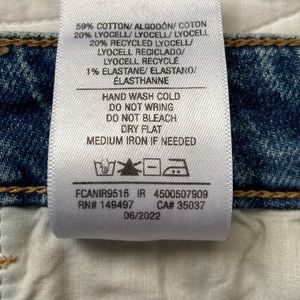 59% COTTON/ ALGODÓN/ COTON
20% LYOCELL/ LYOCELL/ LYOCELL
20% RECYCLED LYOCELL/
LYOCELL RECICLADO/
LYOCELL RECYCLÉ
1% ELASTANE/ ELASTANO/
ÉLASTHANNE
HAND WASH COLD
DO NOT WRING
DO NOT BLEACH
DRY FLAT
MEDIUM IRON IF NEEDED
FCANIR9516 IR 4500507909
RN# 149497 CA# 35037
06/2022